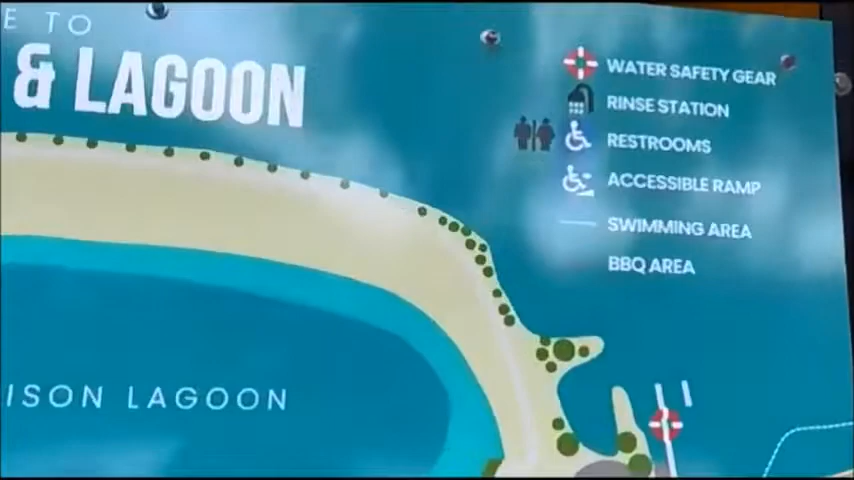 E TO
& LAGOON
WATER SAFETY GEAR
RINSE STATION
RESTROOMS
ACCESSIBLE RAMP
SWIMMING AREA
BBQ AREA
ISON LAGOON